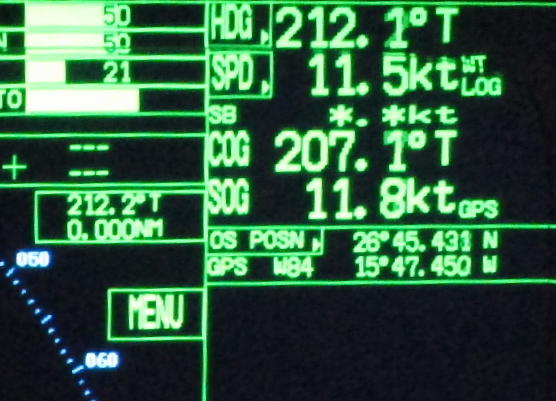 50
N 50
21
TO
---
+ ---
212.2°T
0.000NM
050
MENU
060
HDG 212.1°T
SPD 11.5kt WT LOG
SB *.*kt
COG 207.1°T
SOG 11.8kt GPS
OS POSN 26°45.431 N
GPS W84 15°47.450 W